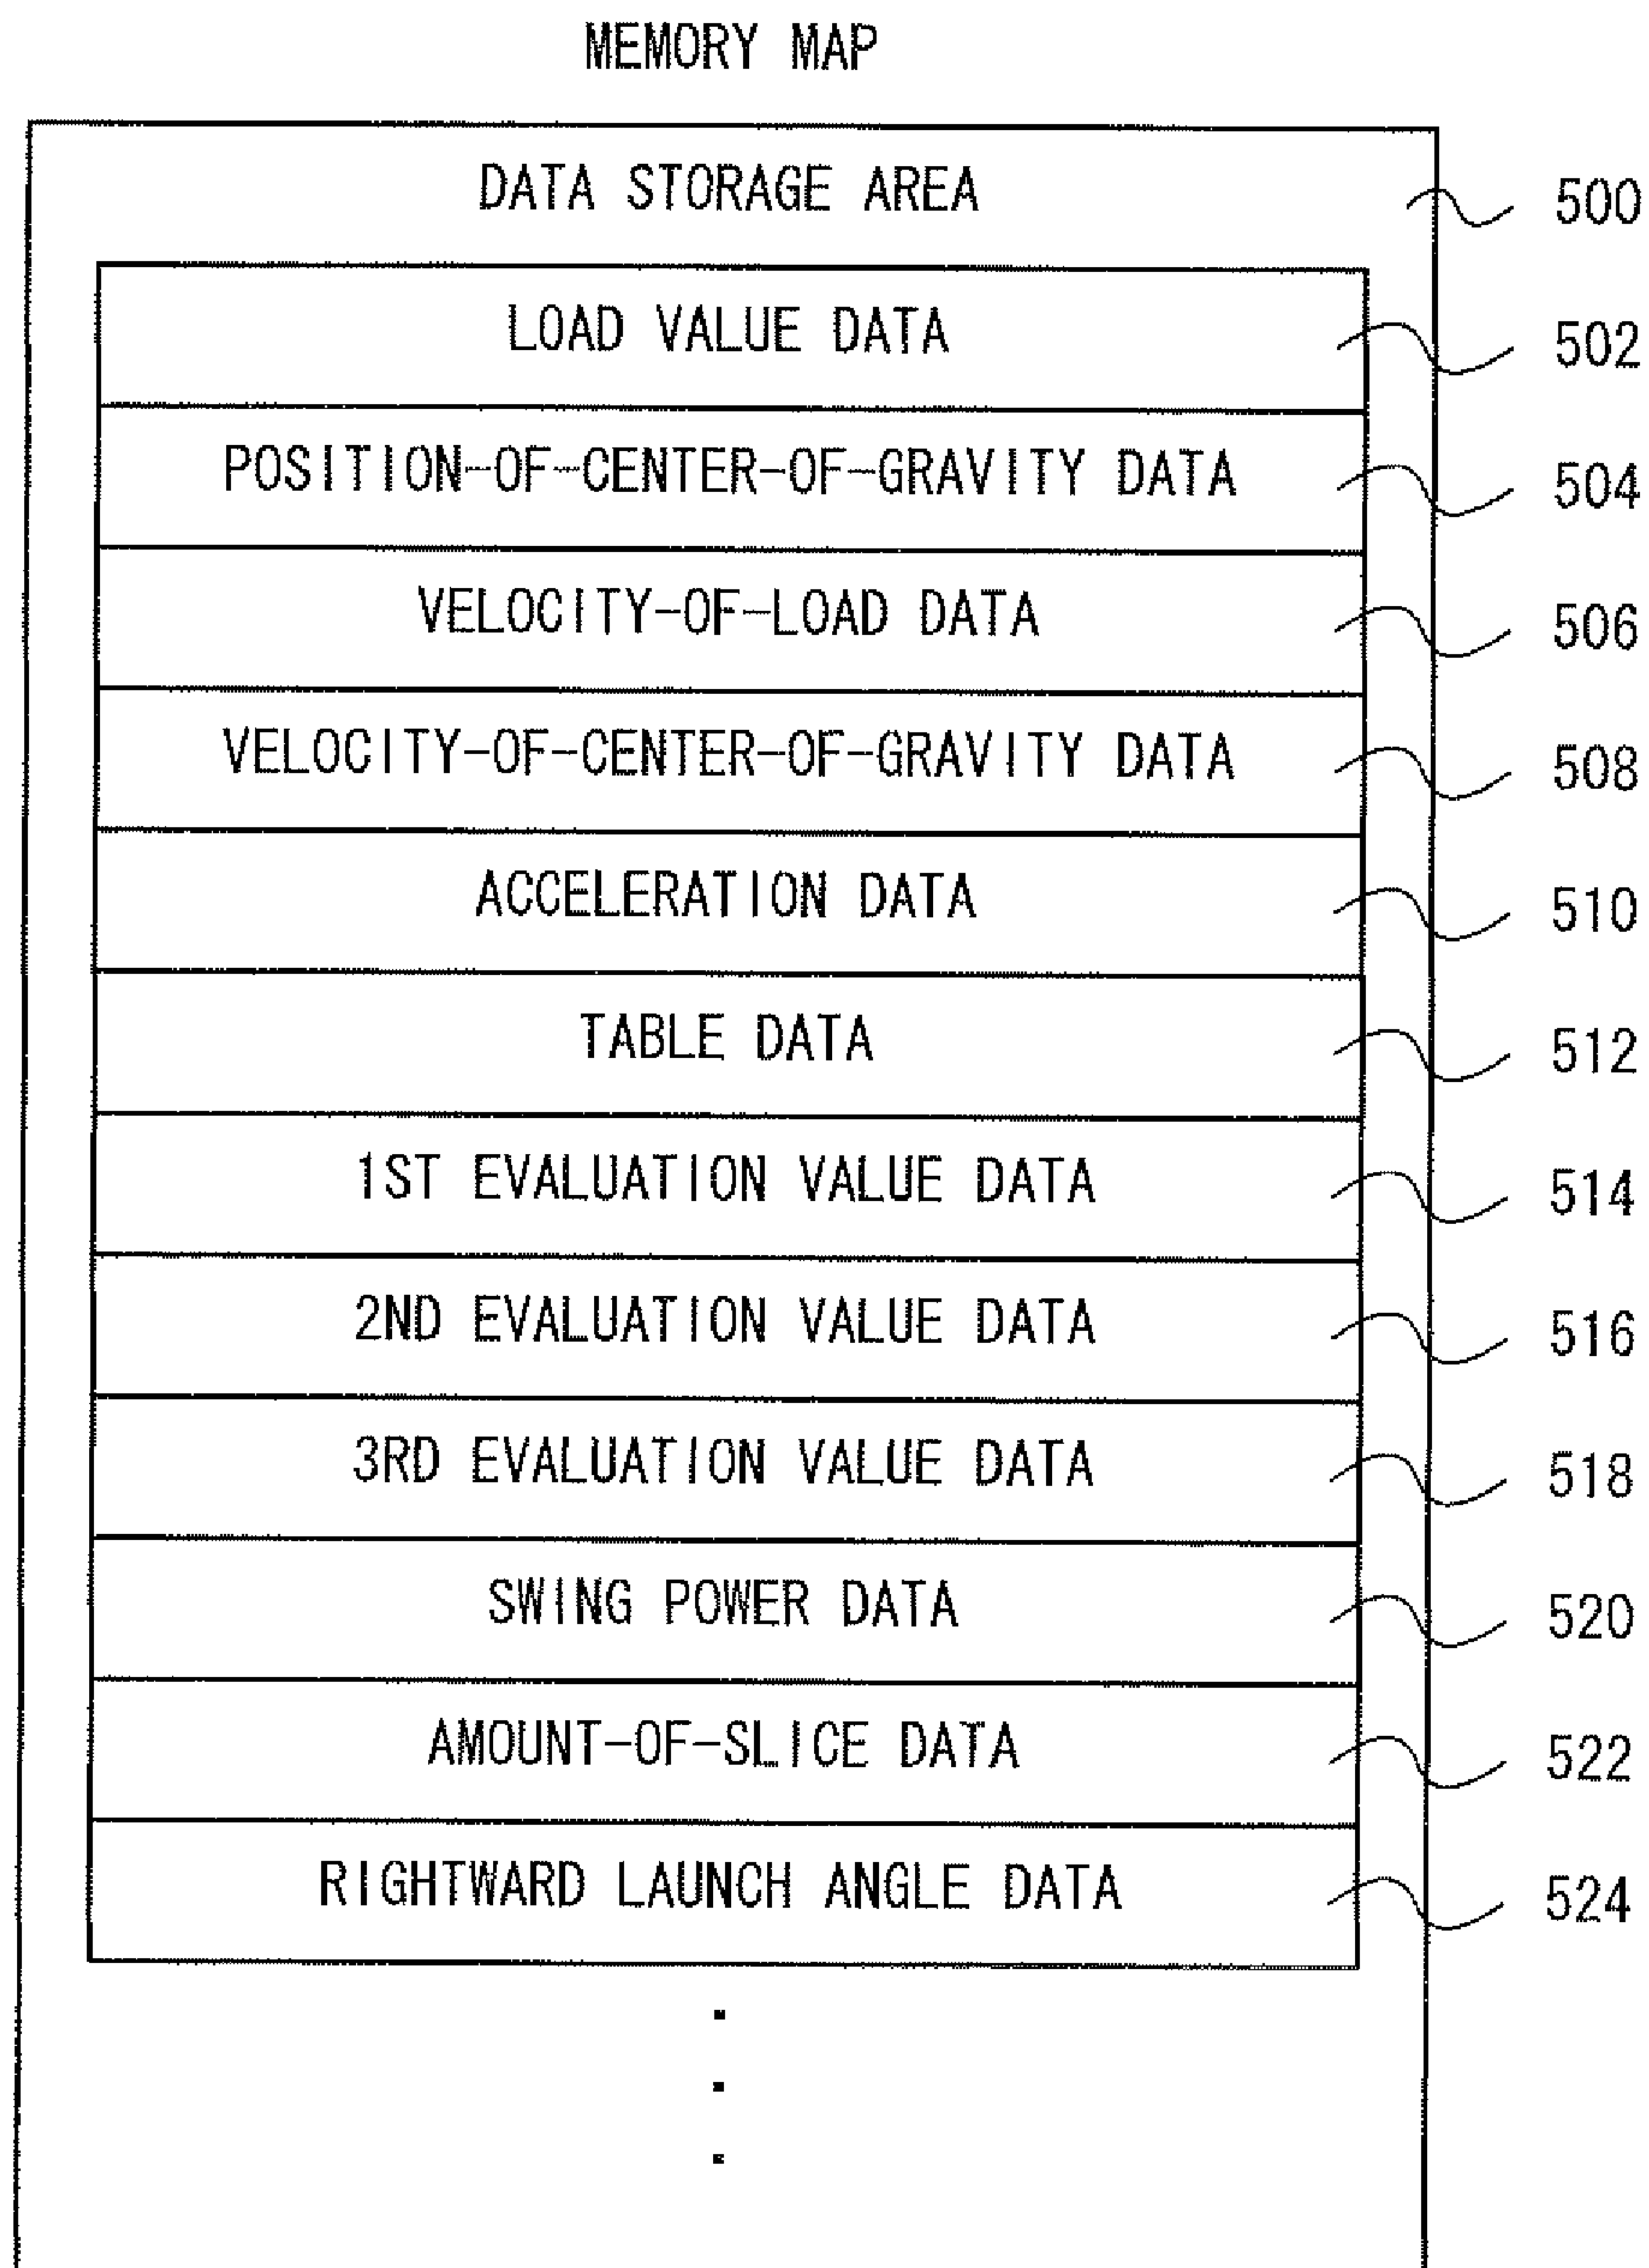 MEMORY MAP
DATA STORAGE AREA 500
LOAD VALUE DATA 502
POSITION-OF-CENTER-OF-GRAVITY DATA 504
VELOCITY-OF-LOAD DATA 506
VELOCITY-OF-CENTER-OF-GRAVITY DATA 508
ACCELERATION DATA 510
TABLE DATA 512
1ST EVALUATION VALUE DATA 514
2ND EVALUATION VALUE DATA 516
3RD EVALUATION VALUE DATA 518
SWING POWER DATA 520
AMOUNT-OF-SLICE DATA 522
RIGHTWARD LAUNCH ANGLE DATA 524